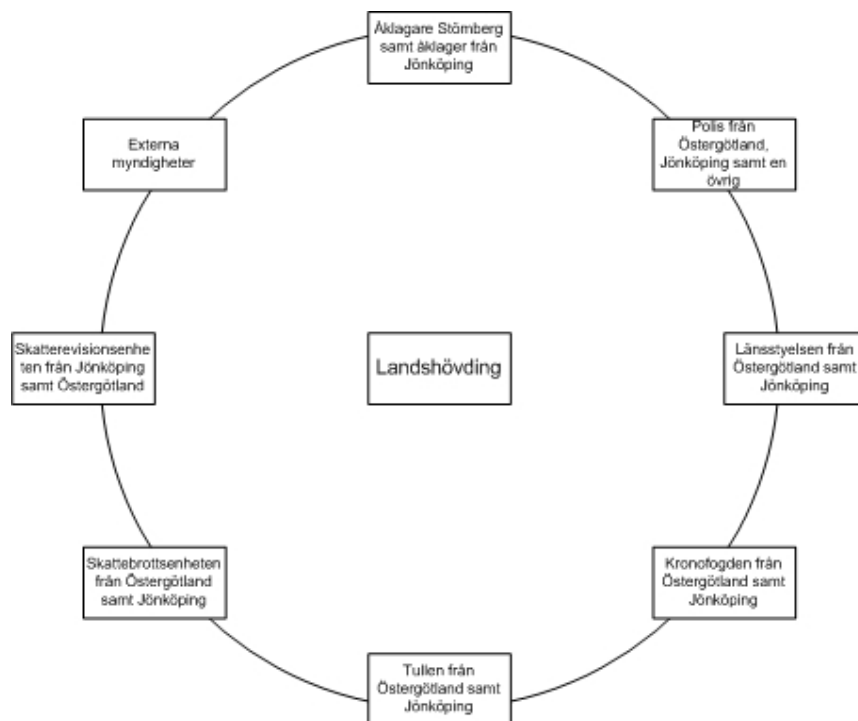 Åklagare Stömberg
samt åklager från
Jönköping
Externa
myndigheter
Polis från
Östergötland,
Jönköping samt en
övrig
Skatterevisionsenhe
ten från Jönköping
samt Östergötland
Landshövding
Länsstyelsen från
Östergötland samt
Jönköping
Skattebrottsenheten
från Östergötland
samt Jönköping
Kronofogden från
Östergötland samt
Jönköping
Tullen från
Östergötland samt
Jönköping